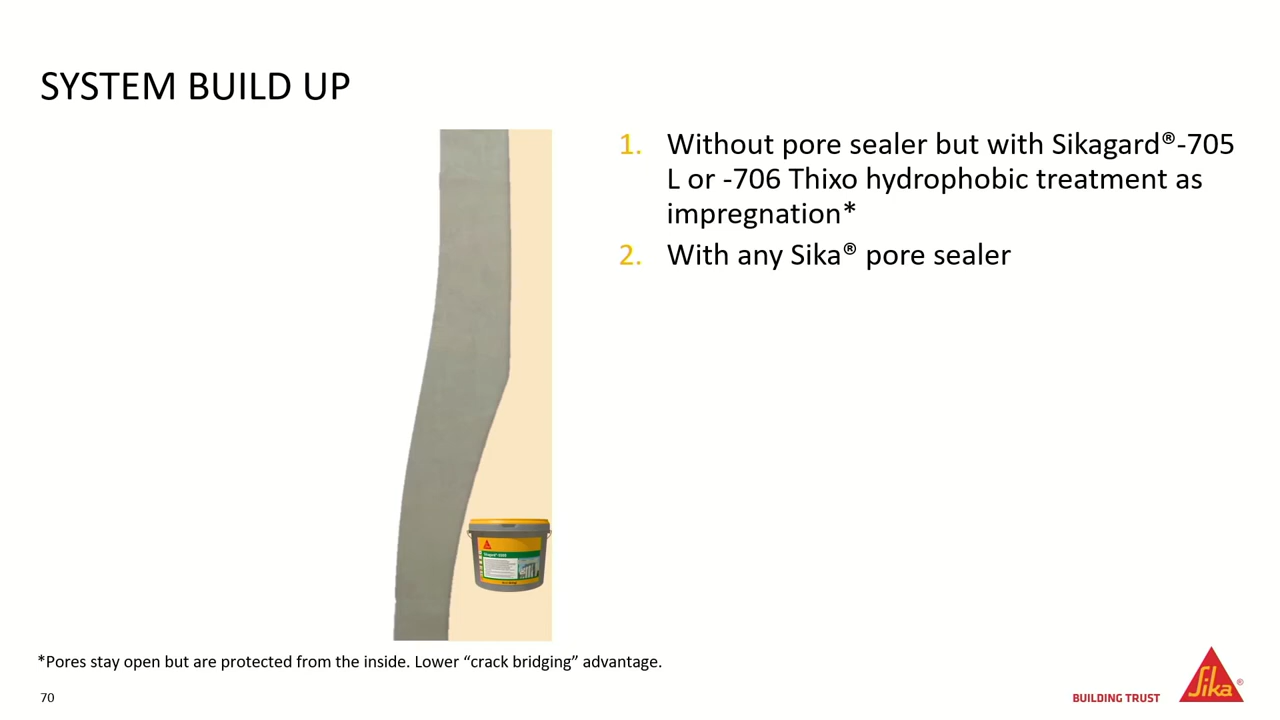 SYSTEM BUILD UP
1. Without pore sealer but with Sikagard®-705
L or -706 Thixo hydrophobic treatment as
impregnation*
2. With any Sika® pore sealer
*Pores stay open but are protected from the inside. Lower “crack bridging” advantage.
70
BUILDING TRUST
Sika®